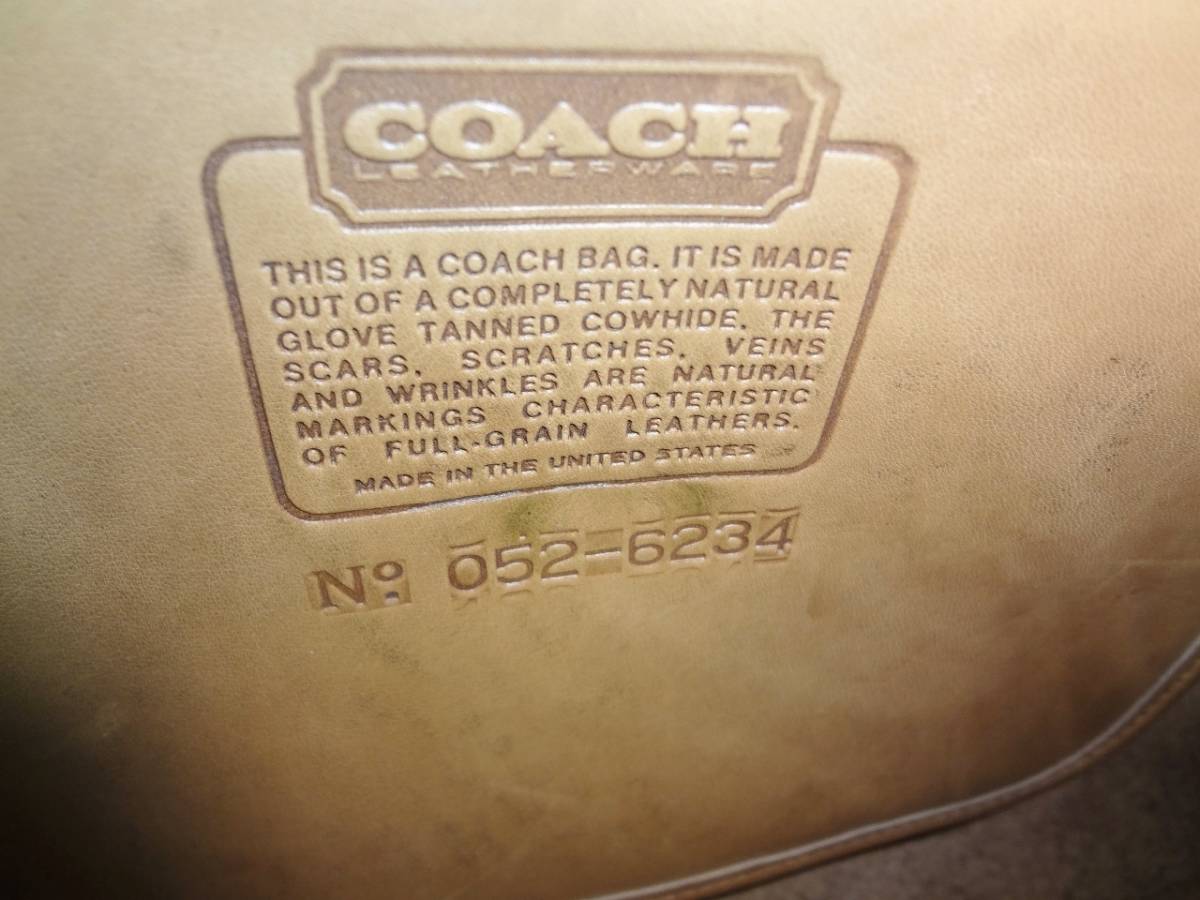 COACH
LEATHERWARE
THIS IS A COACH BAG. IT IS MADE
OUT OF A COMPLETELY NATURAL
GLOVE TANNED COWHIDE. THE
SCARS, SCRATCHES, VEINS
AND WRINKLES ARE NATURAL
MARKINGS CHARACTERISTIC
OF FULL-GRAIN LEATHERS.
MADE IN THE UNITED STATES
Nº 052-6234